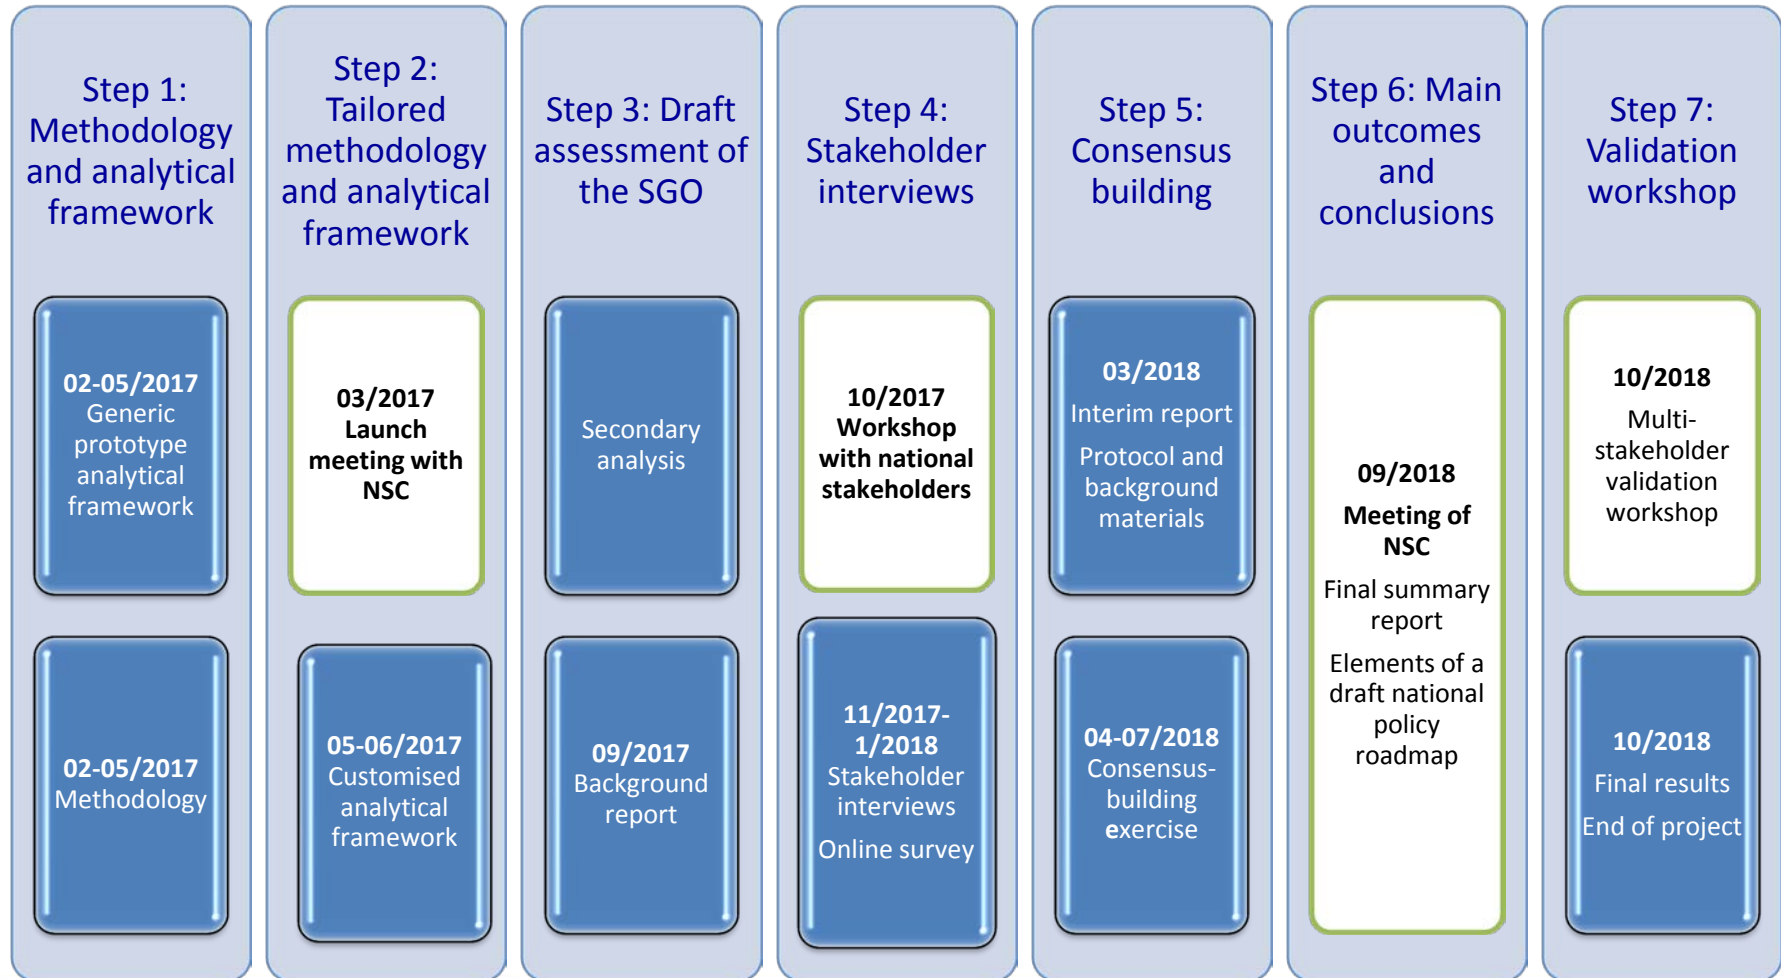 Step 1:
Methodology
and analytical
framework
02-05/2017
Generic
prototype
analytical
framework
02-05/2017
Methodology
Step 2:
Tailored
methodology
and analytical
framework
03/2017
Launch
meeting with
NSC
05-06/2017
Customised
analytical
framework
Step 3: Draft
assessment of
the SGO
Secondary
analysis
09/2017
Background
report
Step 4:
Stakeholder
interviews
10/2017
Workshop
with national
stakeholders
11/2017-
1/2018
Stakeholder
interviews
Online survey
Step 5:
Consensus
building
03/2018
Interim report
Protocol and
background
materials
04-07/2018
Consensus-
building
exercise
Step 6: Main
outcomes
and
conclusions
09/2018
Meeting of
NSC
Final summary
report
Elements of a
draft national
policy
roadmap
Step 7:
Validation
workshop
10/2018
Multi-
stakeholder
validation
workshop
10/2018
Final results
End of project